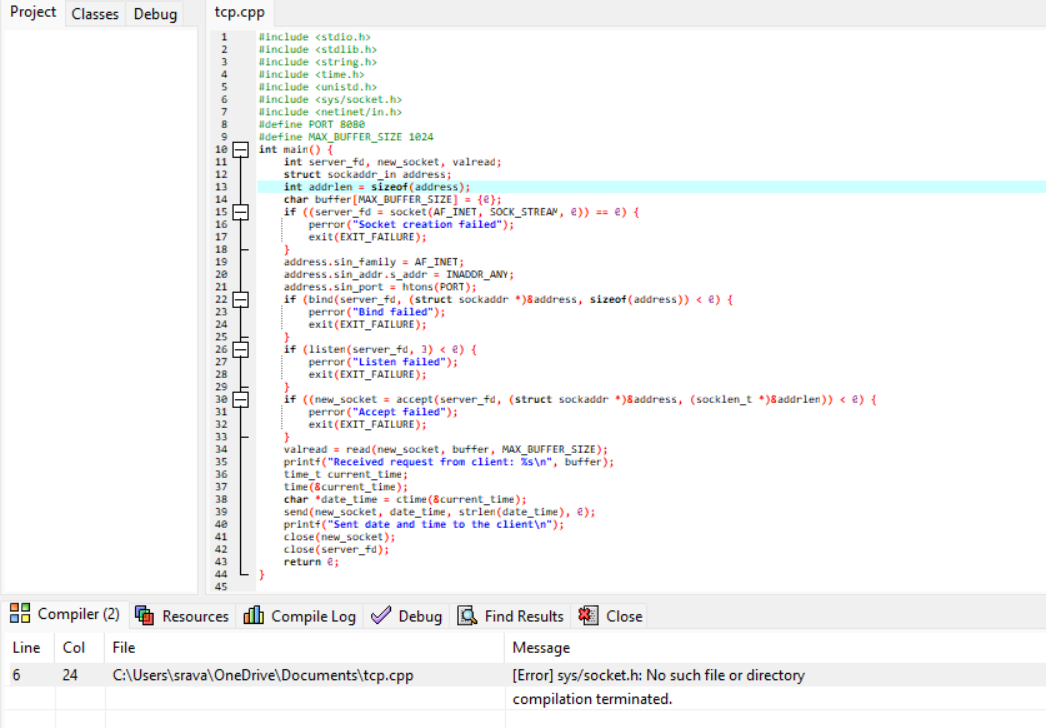 Project Classes Debug tcp.cpp
1 #include <stdio.h>
2 #include <stdlib.h>
3 #include <string.h>
4 #include <time.h>
5 #include <unistd.h>
6 #include <sys/socket.h>
7 #include <netinet/in.h>
8 #define PORT 8080
9 #define MAX_BUFFER_SIZE 1024
10 int main() {
11 int server_fd, new_socket, valread;
12 struct sockaddr_in address;
13 int addrlen = sizeof(address);
14 char buffer[MAX_BUFFER_SIZE] = {0};
15 if ((server_fd = socket(AF_INET, SOCK_STREAM, 0)) == 0) {
16 perror("Socket creation failed");
17 exit(EXIT_FAILURE);
18 }
19 address.sin_family = AF_INET;
20 address.sin_addr.s_addr = INADDR_ANY;
21 address.sin_port = htons(PORT);
22 if (bind(server_fd, (struct sockaddr *)&address, sizeof(address)) < 0) {
23 perror("Bind failed");
24 exit(EXIT_FAILURE);
25 }
26 if (listen(server_fd, 3) < 0) {
27 perror("Listen failed");
28 exit(EXIT_FAILURE);
29 }
30 if ((new_socket = accept(server_fd, (struct sockaddr *)&address, (socklen_t *)&addrlen)) < 0) {
31 perror("Accept failed");
32 exit(EXIT_FAILURE);
33 }
34 valread = read(new_socket, buffer, MAX_BUFFER_SIZE);
35 printf("Received request from client: %s\n", buffer);
36 time_t current_time;
37 time(&current_time);
38 char *date_time = ctime(&current_time);
39 send(new_socket, date_time, strlen(date_time), 0);
40 printf("Sent date and time to the client\n");
41 close(new_socket);
42 close(server_fd);
43 return 0;
44 }
45
Compiler (2) Resources Compile Log Debug Find Results Close
Line Col File Message
6 24 C:\Users\srava\OneDrive\Documents\tcp.cpp [Error] sys/socket.h: No such file or directory
compilation terminated.